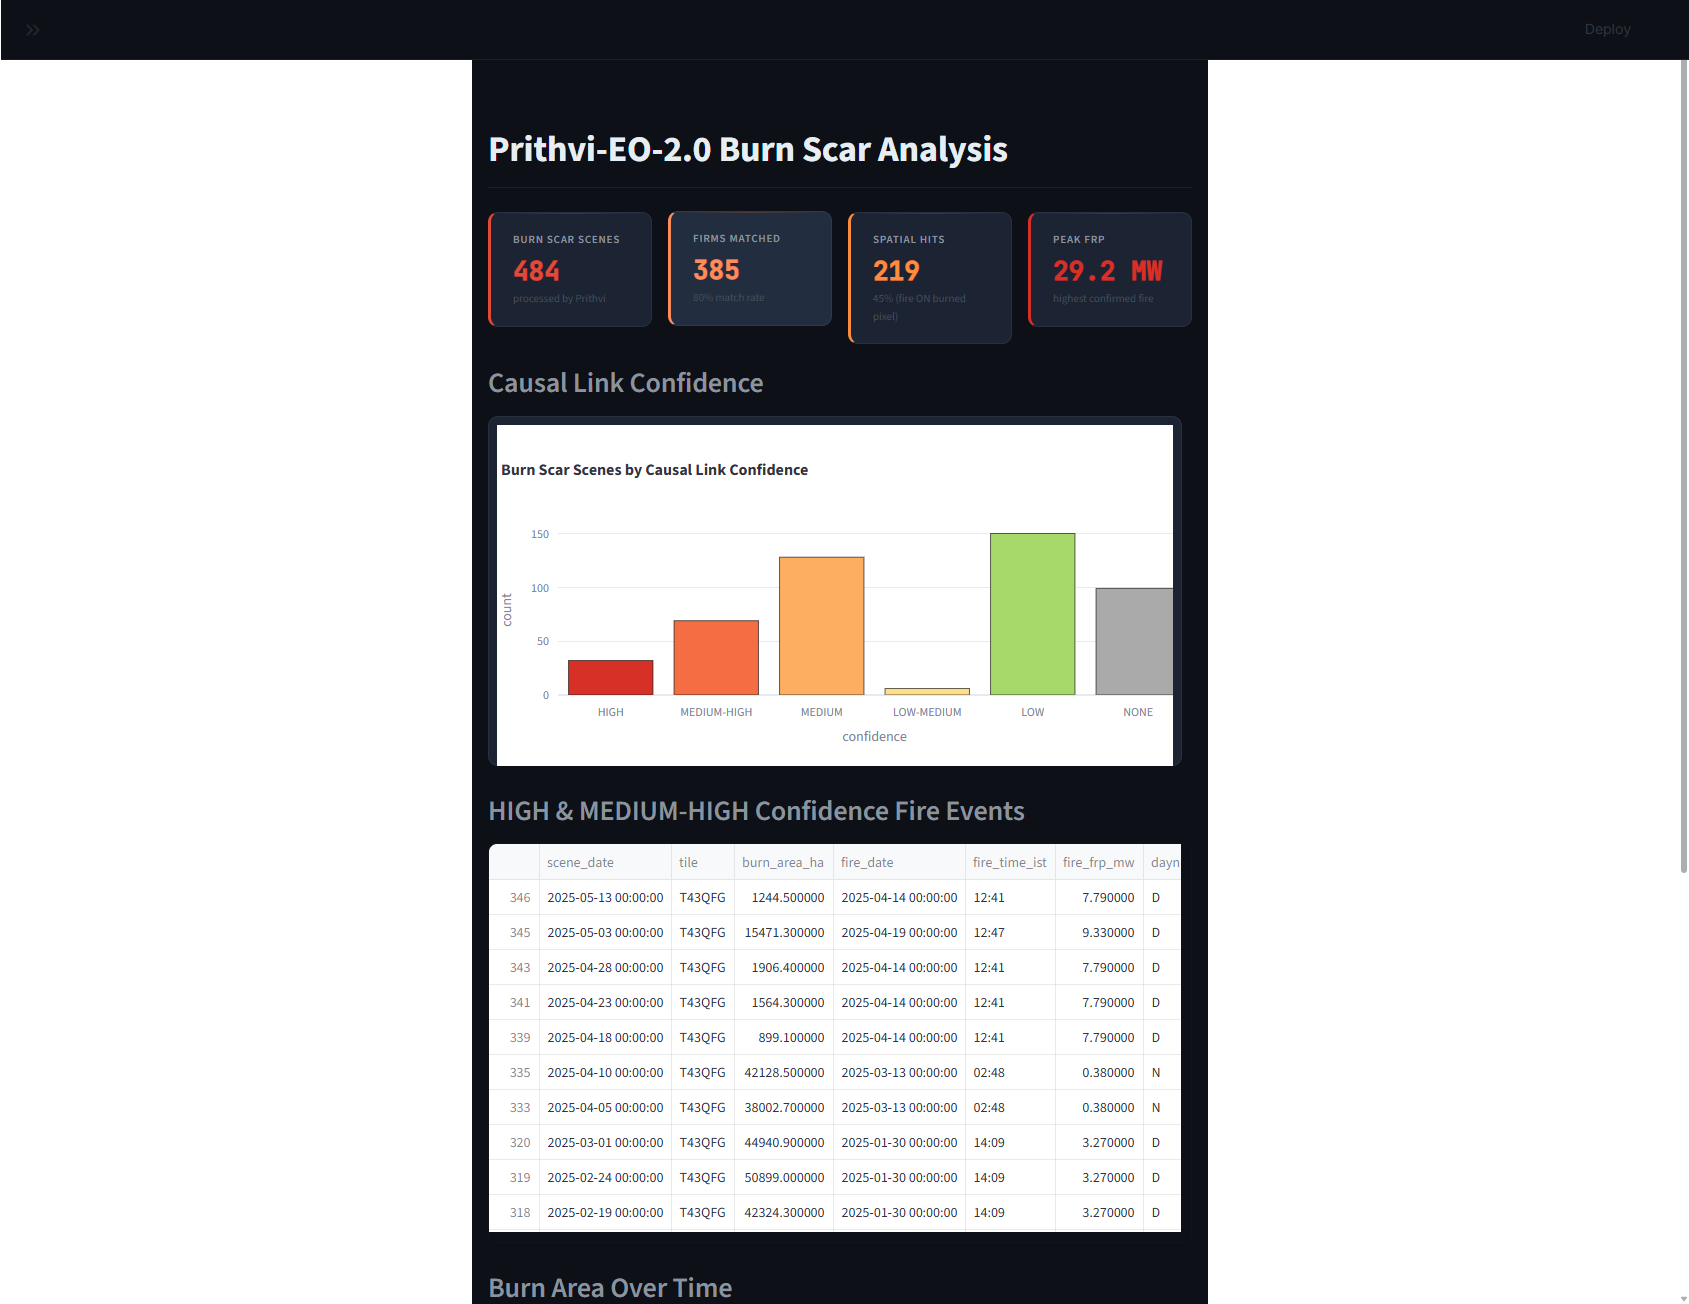 Deploy
Prithvi-EO-2.0 Burn Scar Analysis
BURN SCAR SCENES
484
processed by Prithvi
FIRMS MATCHED
385
80% match rate
SPATIAL HITS
219
45% (fire ON burned
pixel)
PEAK FRP
29.2 MW
highest confirmed fire
Causal Link Confidence
Burn Scar Scenes by Causal Link Confidence
150
100
50
0
count
HIGH MEDIUM-HIGH MEDIUM LOW-MEDIUM LOW NONE
confidence
HIGH & MEDIUM-HIGH Confidence Fire Events
scene_date tile burn_area_ha fire_date fire_time_ist fire_frp_mw dayn
346 2025-05-13 00:00:00 T43QFG 1244.500000 2025-04-14 00:00:00 12:41 7.790000 D
345 2025-05-03 00:00:00 T43QFG 15471.300000 2025-04-19 00:00:00 12:47 9.330000 D
343 2025-04-28 00:00:00 T43QFG 1906.400000 2025-04-14 00:00:00 12:41 7.790000 D
341 2025-04-23 00:00:00 T43QFG 1564.300000 2025-04-14 00:00:00 12:41 7.790000 D
339 2025-04-18 00:00:00 T43QFG 899.100000 2025-04-14 00:00:00 12:41 7.790000 D
335 2025-04-10 00:00:00 T43QFG 42128.500000 2025-03-13 00:00:00 02:48 0.380000 N
333 2025-04-05 00:00:00 T43QFG 38002.700000 2025-03-13 00:00:00 02:48 0.380000 N
320 2025-03-01 00:00:00 T43QFG 44940.900000 2025-01-30 00:00:00 14:09 3.270000 D
319 2025-02-24 00:00:00 T43QFG 50899.000000 2025-01-30 00:00:00 14:09 3.270000 D
318 2025-02-19 00:00:00 T43QFG 42324.300000 2025-01-30 00:00:00 14:09 3.270000 D
Burn Area Over Time